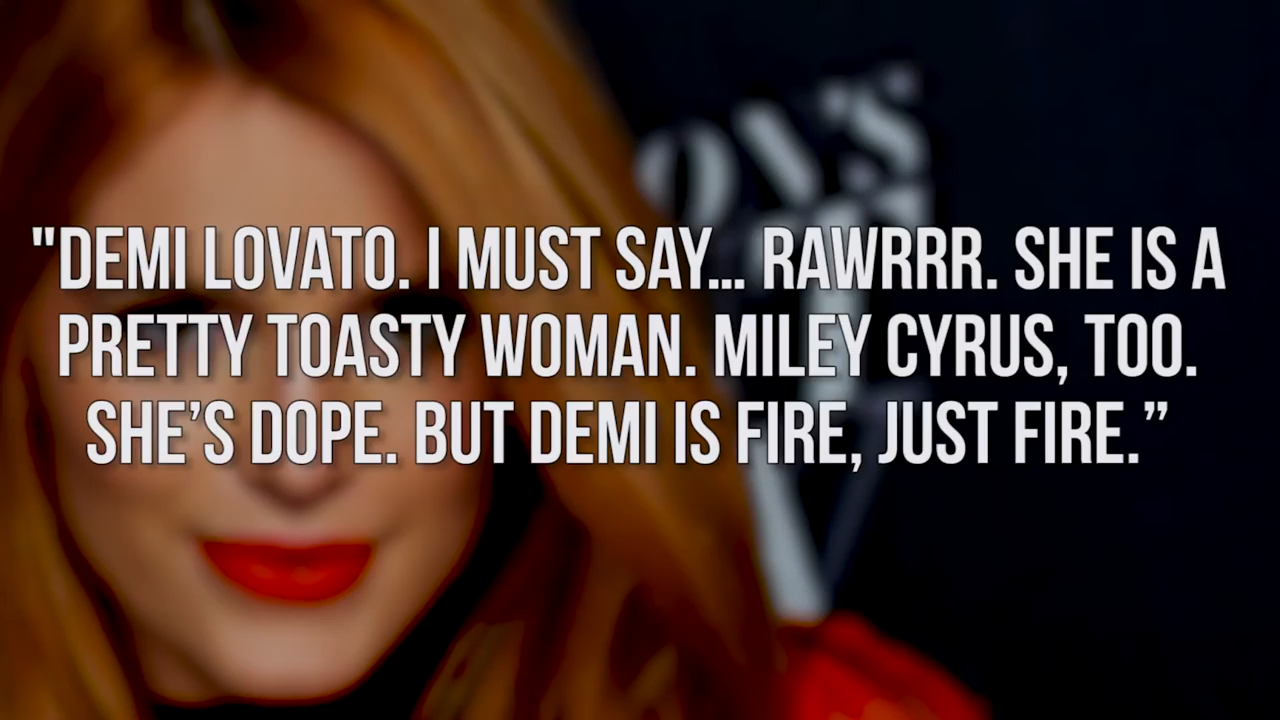 "DEMI LOVATO. I MUST SAY... RAWRRR. SHE IS A
PRETTY TOASTY WOMAN. MILEY CYRUS, TOO.
SHE’S DOPE. BUT DEMI IS FIRE, JUST FIRE.”